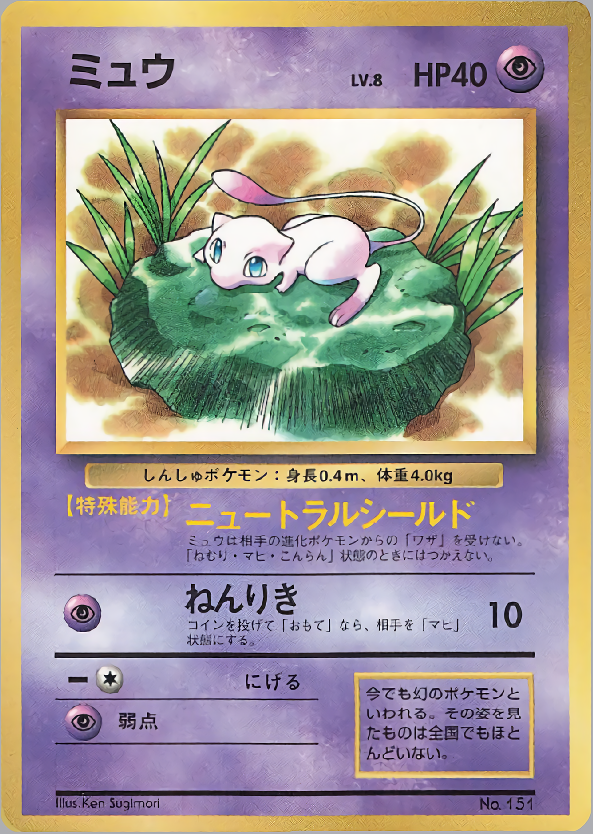 ミュウ LV.8 HP40
しんしゅポケモン：身長0.4m、体重4.0kg
【特殊能力】ニュートラルシールド
ミュウは相手の進化ポケモンからの「ワザ」を受けない。
「ねむり・マヒ・こんらん」状態のときにはつかえない。
ねんりき 10
コインを投げて「おもて」なら、相手を「マヒ」
状態にする。
ー にげる
弱点
今でも幻のポケモンと
いわれる。その姿を見
たものは全国でもほと
んどいない。
Illus. Ken Sugimori No. 151